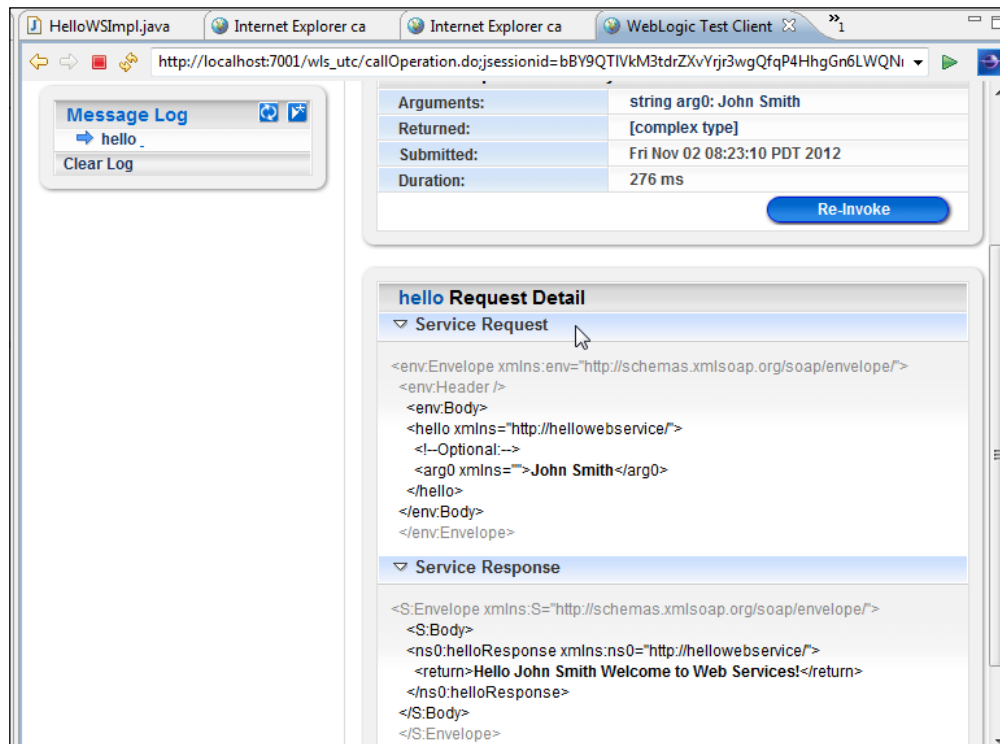 HelloWSImpl.java
Internet Explorer ca
Internet Explorer ca
WebLogic Test Client
»1
http://localhost:7001/wls_utc/callOperation.do;jsessionid=bBY9QTlVkM3tdrZXvYrjr3wgQfqP4HhgGn6LWQN
Message Log
hello
Clear Log
Arguments: string arg0: John Smith
Returned: [complex type]
Submitted: Fri Nov 02 08:23:10 PDT 2012
Duration: 276 ms
Re-Invoke
hello Request Detail
Service Request
<env:Envelope xmlns:env="http://schemas.xmlsoap.org/soap/envelope/">
<env:Header />
<env:Body>
<hello xmlns="http://hellowebservice/">
<!--Optional:-->
<arg0 xmlns="">John Smith</arg0>
</hello>
</env:Body>
</env:Envelope>
Service Response
<S:Envelope xmlns:S="http://schemas.xmlsoap.org/soap/envelope/">
<S:Body>
<ns0:helloResponse xmlns:ns0="http://hellowebservice/">
<return>Hello John Smith Welcome to Web Services!</return>
</ns0:helloResponse>
</S:Body>
</S:Envelope>